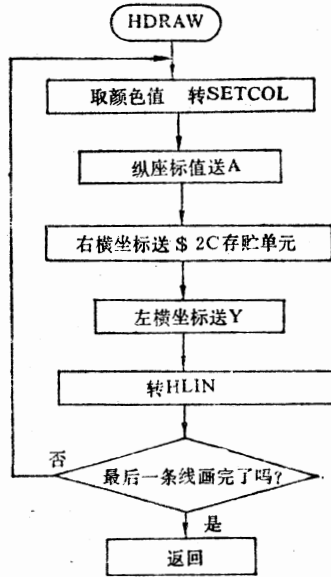 HDRAW
取颜色值 转SETCOL
纵座标值送A
右横坐标送$2C存贮单元
左横坐标送Y
转HLIN
最后一条线画完了吗?
否
是
返回